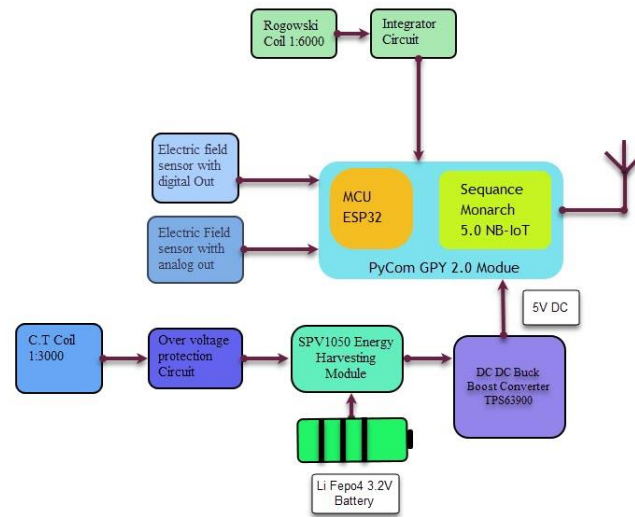 Rogowski
Coil 1:6000
Integrator
Circuit
Electric field
sensor with
digital Out
Electric Field
sensor witth
analog out
MCU
ESP32
Sequance
Monarch
5.0 NB-IoT
PyCom GPY 2.0 Modue
5V DC
C.T Coil
1:3000
Over voltage
protection
Circuit
SPV1050 Energy
Harvesting
Module
DC DC Buck
Boost Converter
TPS63900
Li Fepo4 3.2V
Battery